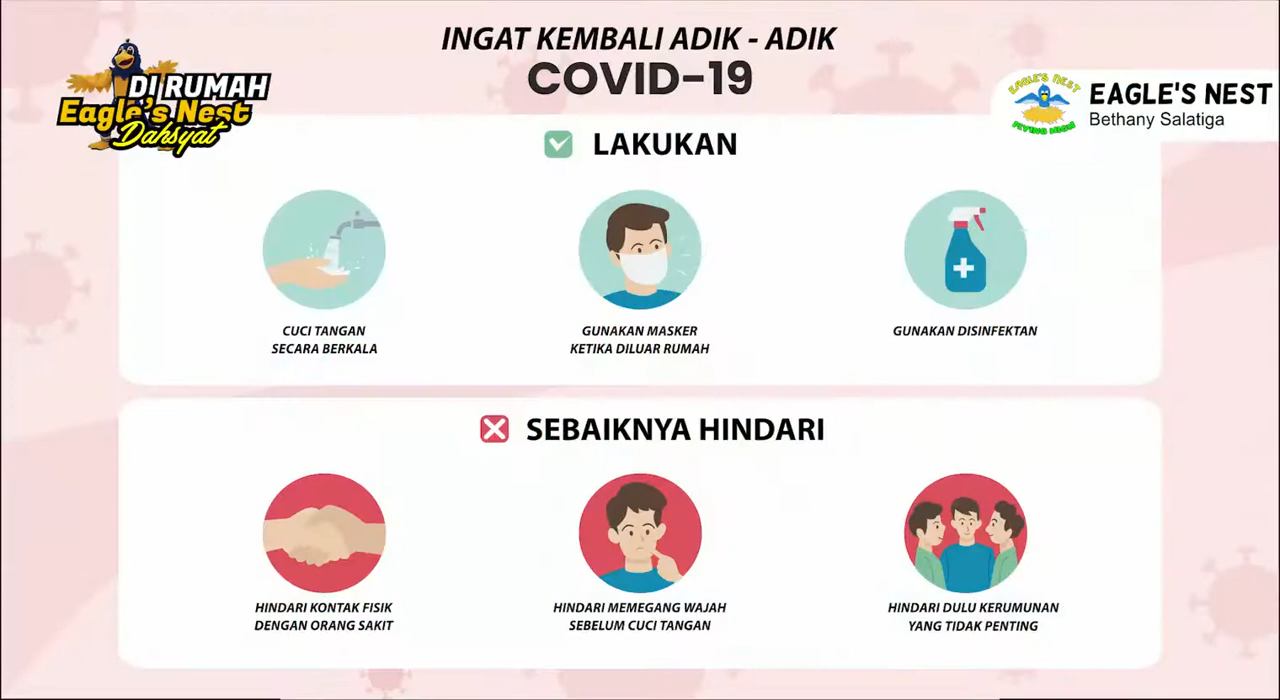 INGAT KEMBALI ADIK - ADIK
COVID-19
DI RUMAH
Eagle's Nest
Dahsyat
EAGLE'S NEST
EAGLE'S NEST
Bethany Salatiga
LAKUKAN
CUCI TANGAN
SECARA BERKALA
GUNAKAN MASKER
KETIKA DILUAR RUMAH
GUNAKAN DISINFEKTAN
SEBAIKNYA HINDARI
HINDARI KONTAK FISIK
DENGAN ORANG SAKIT
HINDARI MEMEGANG WAJAH
SEBELUM CUCI TANGAN
HINDARI DULU KERUMUNAN
YANG TIDAK PENTING